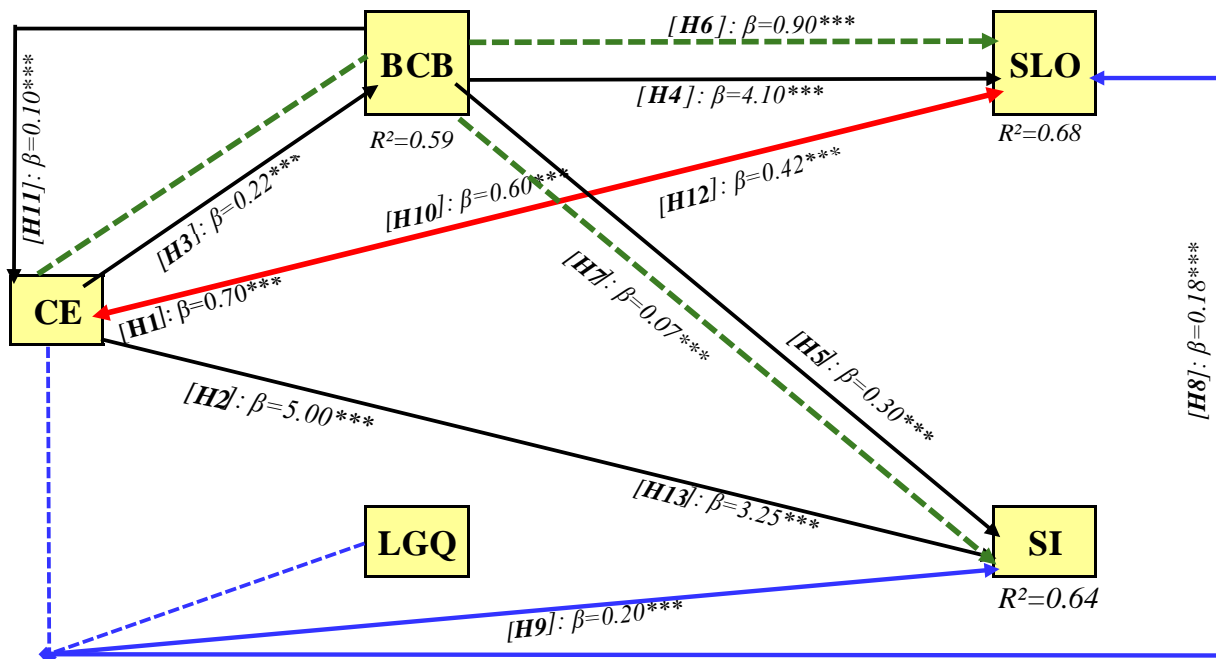 [H6]: β=0.90***
BCB
SLO
[H4]: β=4.10***
R²=0.59
R²=0.68
[H11]: β=0.10***
[H3]: β=0.22***
[H10]: β=0.60***
[H12]: β=0.42***
[H7]: β=0.07***
CE
[H1]: β=0.70***
[H5]: β=0.30***
[H8]: β=0.18***
[H2]: β=5.00***
[H13]: β=3.25***
LGQ
SI
R²=0.64
[H9]: β=0.20***